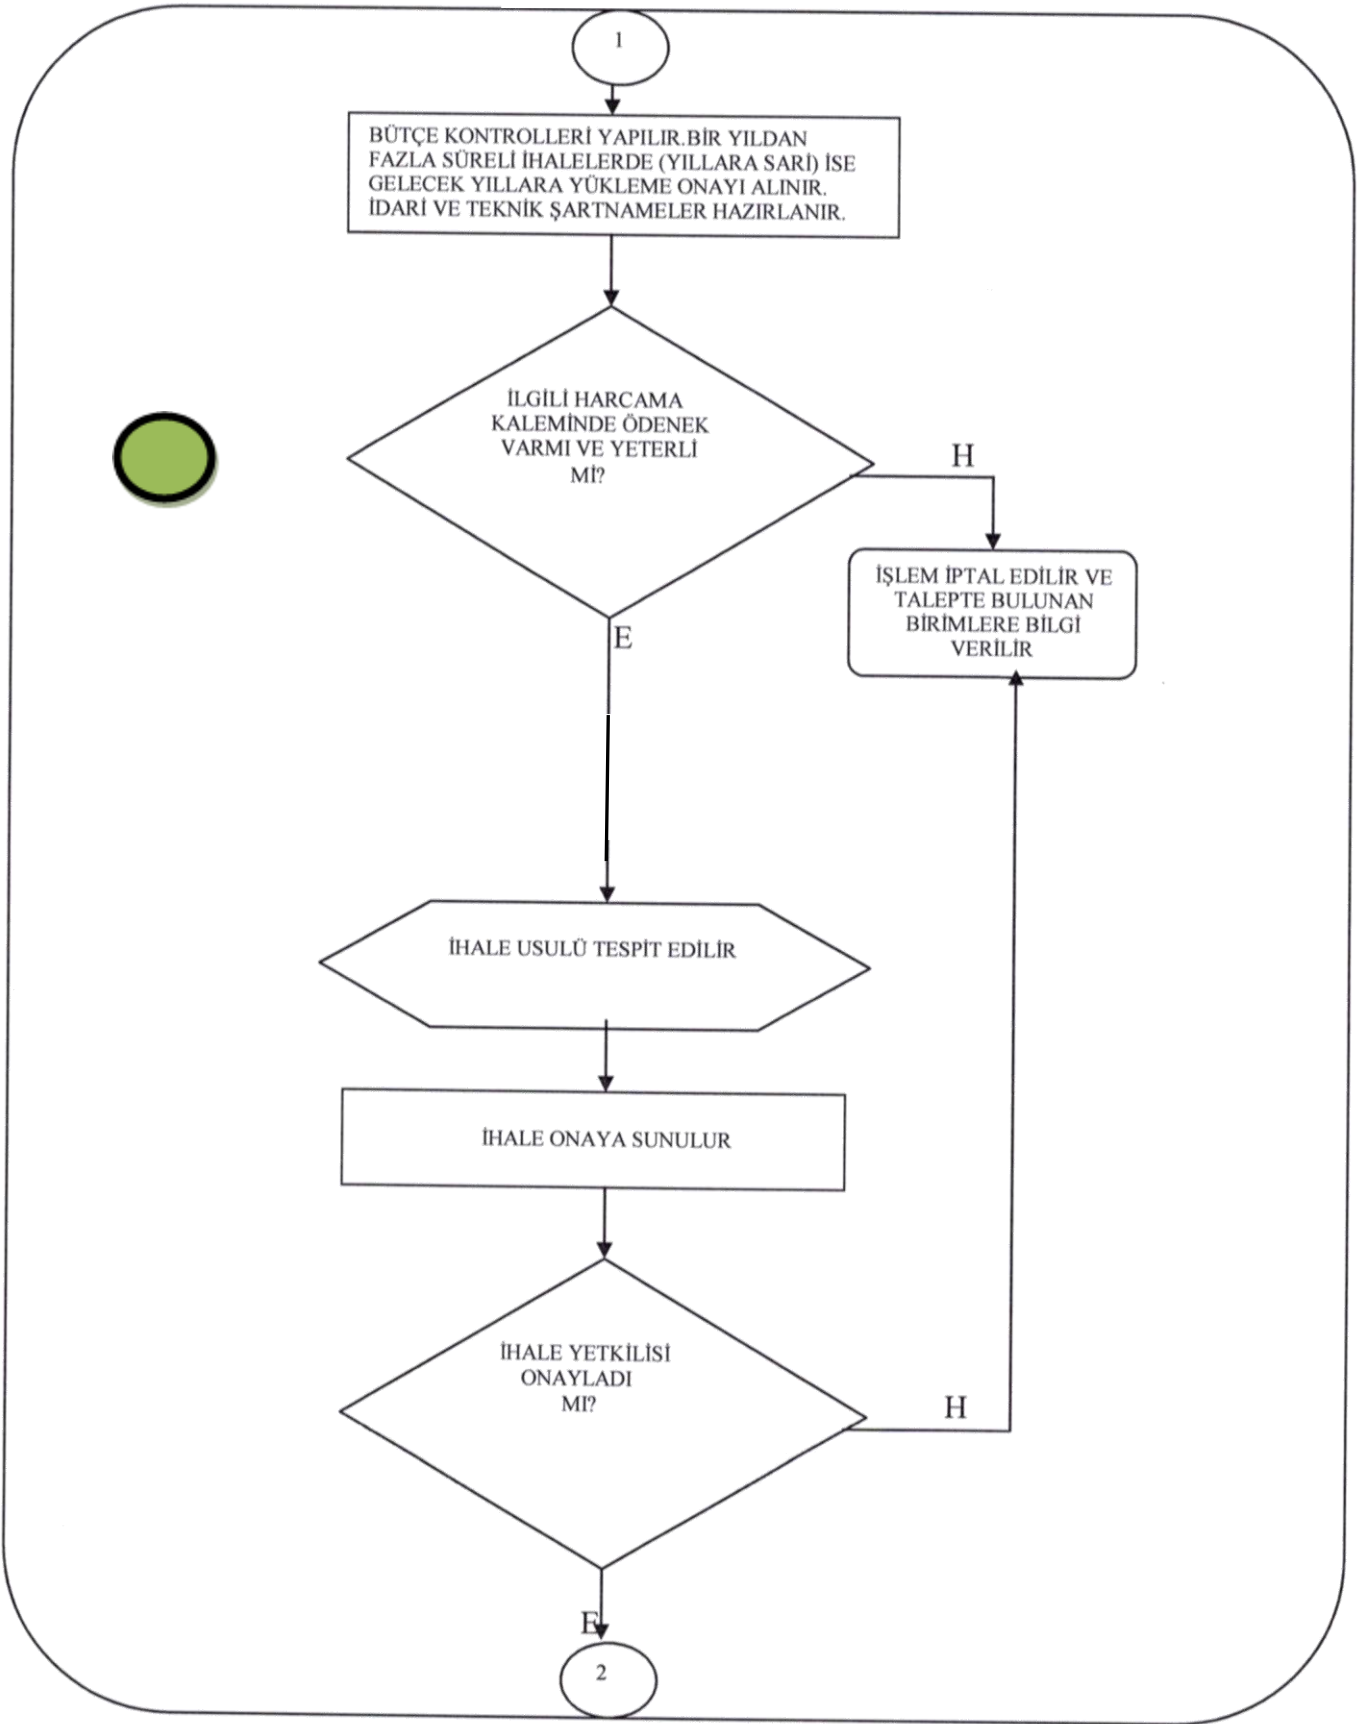 1
BÜTÇE KONTROLLERİ YAPILIR.BİR YILDAN
FAZLA SÜRELİ İHALELERDE (YILLARA SARİ) İSE
GELECEK YILLARA YÜKLEME ONAYI ALINIR.
İDARİ VE TEKNİK ŞARTNAMELER HAZIRLANIR.
İLGİLİ HARCAMA
KALEMİNDE ÖDENEK
VARMI VE YETERLİ
Mİ?
H
İŞLEM İPTAL EDİLİR VE
TALEPTE BULUNAN
BİRİMLERE BİLGİ
VERİLİR
E
İHALE USULÜ TESPİT EDİLİR
İHALE ONAYA SUNULUR
İHALE YETKİLİSİ
ONAYLADI
MI?
H
E
2